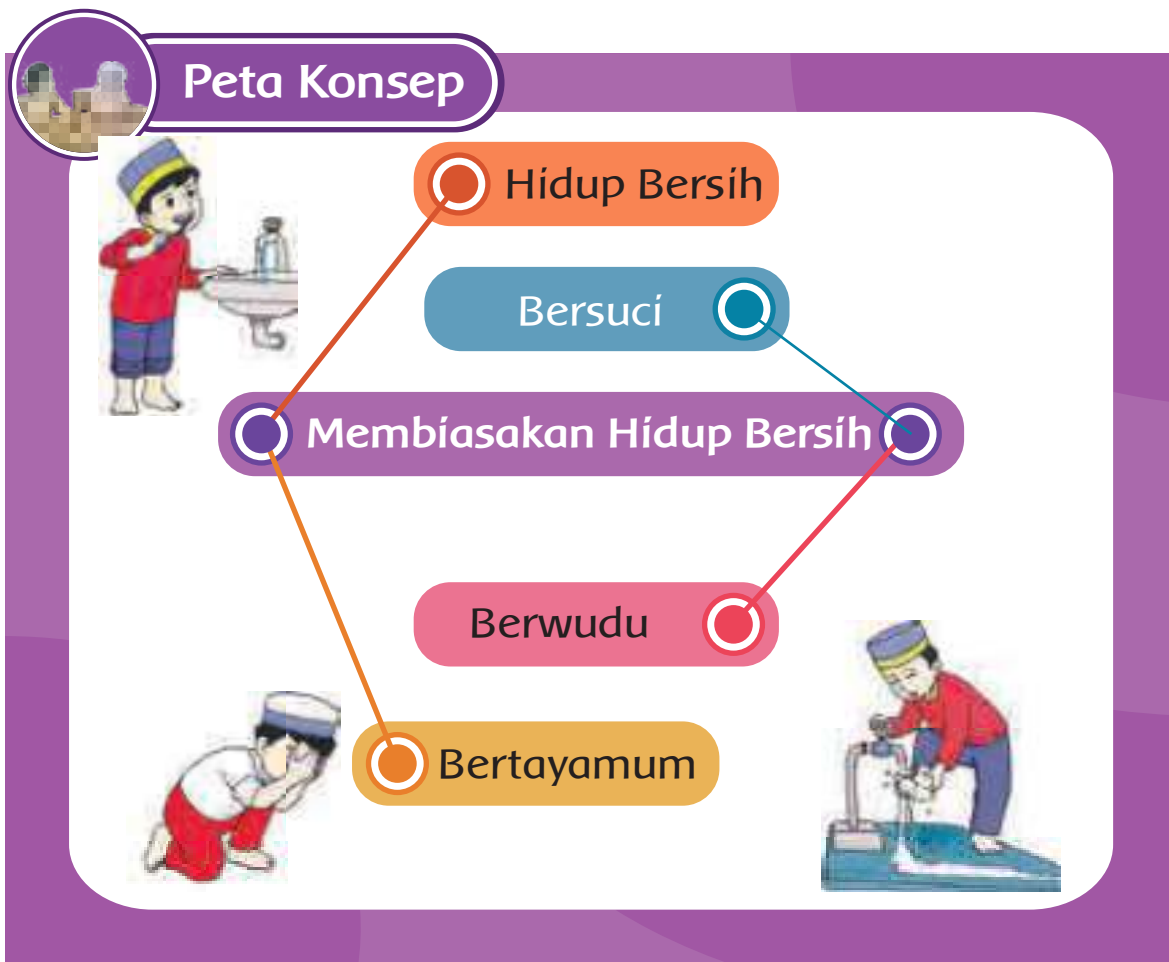 Peta Konsep
Hidup Bersih
Bersuci
Membiasakan Hidup Bersih
Berwudu
Bertayamum